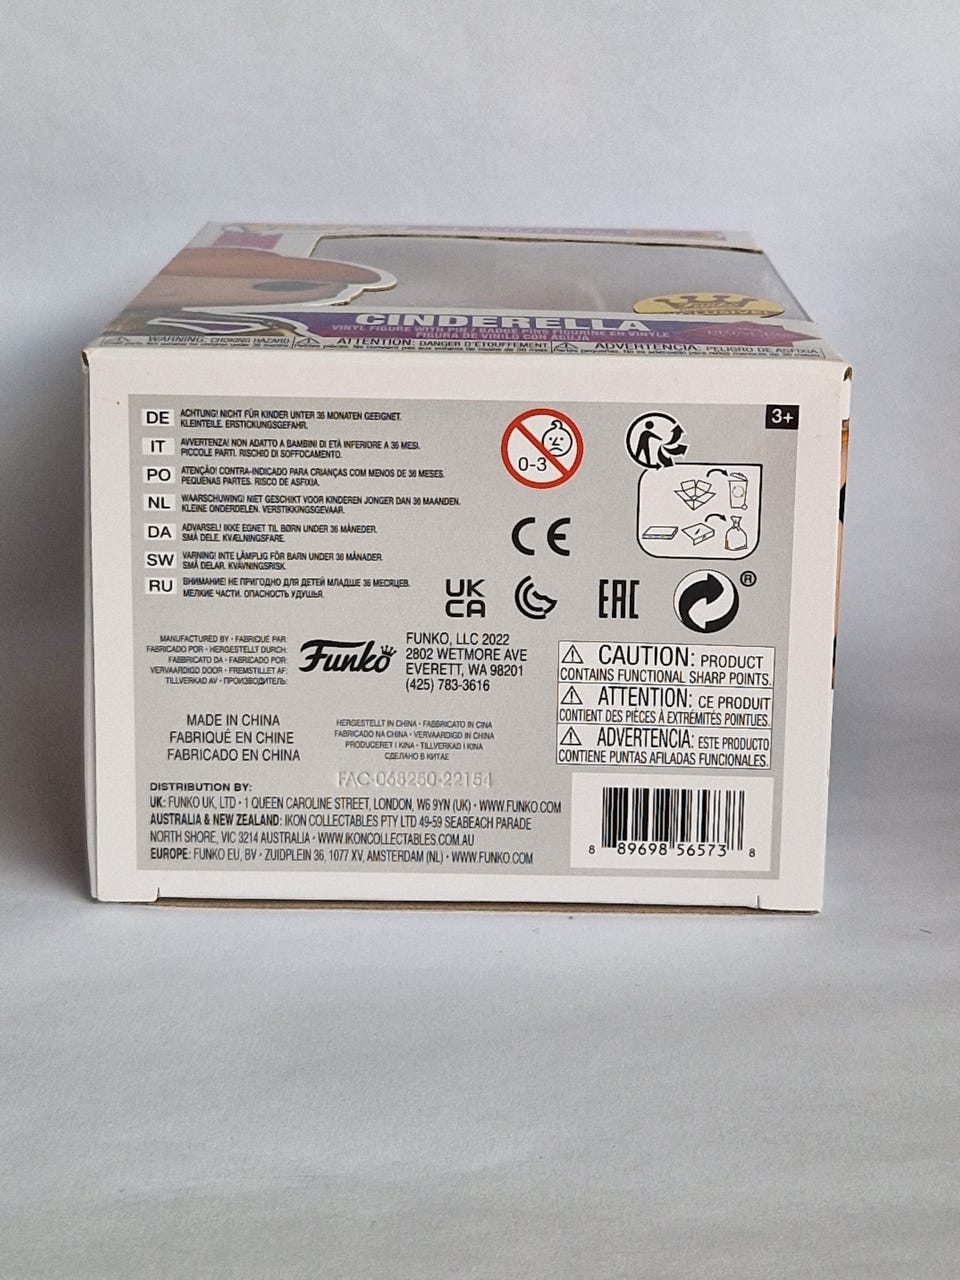 Funko
EXCLUSIVE
CINDERELLA
VINYL FIGURE WITH PIN / BADGE PINS FIGURINE EN VINYLE
FIGURA DE VINILO CON AGUJA
WARNING: CHOKING HAZARD
ATTENTION: DANGER D'ÉTOUFFEMENT
ADVERTENCIA: PELIGRO DE ASFIXIA
DE ACHTUNG! NICHT FÜR KINDER UNTER 36 MONATEN GEEIGNET.
KLEINTEILE. ERSTICKUNGSGEFAHR.
IT AVVERTENZA! NON ADATTO A BAMBINI DI ETÀ INFERIORE A 36 MESI.
PICCOLE PARTI. RISCHIO DI SOFFOCAMENTO.
PO ATENÇÃO! CONTRA-INDICADO PARA CRIANÇAS COM MENOS DE 36 MESES.
PEQUENAS PARTES. RISCO DE ASFIXIA.
NL WAARSCHUWING! NIET GESCHIKT VOOR KINDEREN JONGER DAN 36 MAANDEN.
KLEINE ONDERDELEN. VERSTIKKINGSGEVAAR.
DA ADVARSEL! IKKE EGNET TIL BØRN UNDER 36 MÅNEDER.
SMÅ DELE. KVÆLNINGSFARE.
SW VARNING! INTE LÄMPLIG FÖR BARN UNDER 36 MÅNADER.
SMÅ DELAR. KVÄVNINGSRISK.
RU ВНИМАНИЕ! НЕ ПРИГОДНО ДЛЯ ДЕТЕЙ МЛАДШЕ 36 МЕСЯЦЕВ.
МЕЛКИЕ ЧАСТИ. ОПАСНОСТЬ УДУШЬЯ.
0-3
3+
CE
UK
CA
EAC
®
MANUFACTURED BY • FABRIQUÉ PAR:
FABRICADO POR • HERGESTELLT DURCH:
FABBRICATO DA • FABRICADO POR:
VERVAARDIGD DOOR • FREMSTILLET AF:
TILLVERKAD AV • ПРОИЗВОДИТЕЛЬ:
Funko
FUNKO, LLC 2022
2802 WETMORE AVE
EVERETT, WA 98201
(425) 783-3616
CAUTION: PRODUCT
CONTAINS FUNCTIONAL SHARP POINTS.
ATTENTION: CE PRODUIT
CONTIENT DES PIÈCES À EXTRÉMITÉS POINTUES.
ADVERTENCIA: ESTE PRODUCTO
CONTIENE PUNTAS AFILADAS FUNCIONALES.
MADE IN CHINA
FABRIQUÉ EN CHINE
FABRICADO EN CHINA
HERGESTELLT IN CHINA • FABBRICATO IN CINA
FABRICADO NA CHINA • VERVAARDIGD IN CHINA
PRODUCERET I KINA • TILLVERKAD I KINA
СДЕЛАНО В КИТАЕ
FAC-068250-22154
DISTRIBUTION BY:
UK: FUNKO UK, LTD • 1 QUEEN CAROLINE STREET, LONDON, W6 9YN (UK) • WWW.FUNKO.COM
AUSTRALIA & NEW ZEALAND: IKON COLLECTABLES PTY LTD 49-59 SEABEACH PARADE
NORTH SHORE, VIC 3214 AUSTRALIA • WWW.IKONCOLLECTABLES.COM.AU
EUROPE: FUNKO EU, BV • ZUIDPLEIN 36, 1077 XV, AMSTERDAM (NL) • WWW.FUNKO.COM
8 89698 56573 8